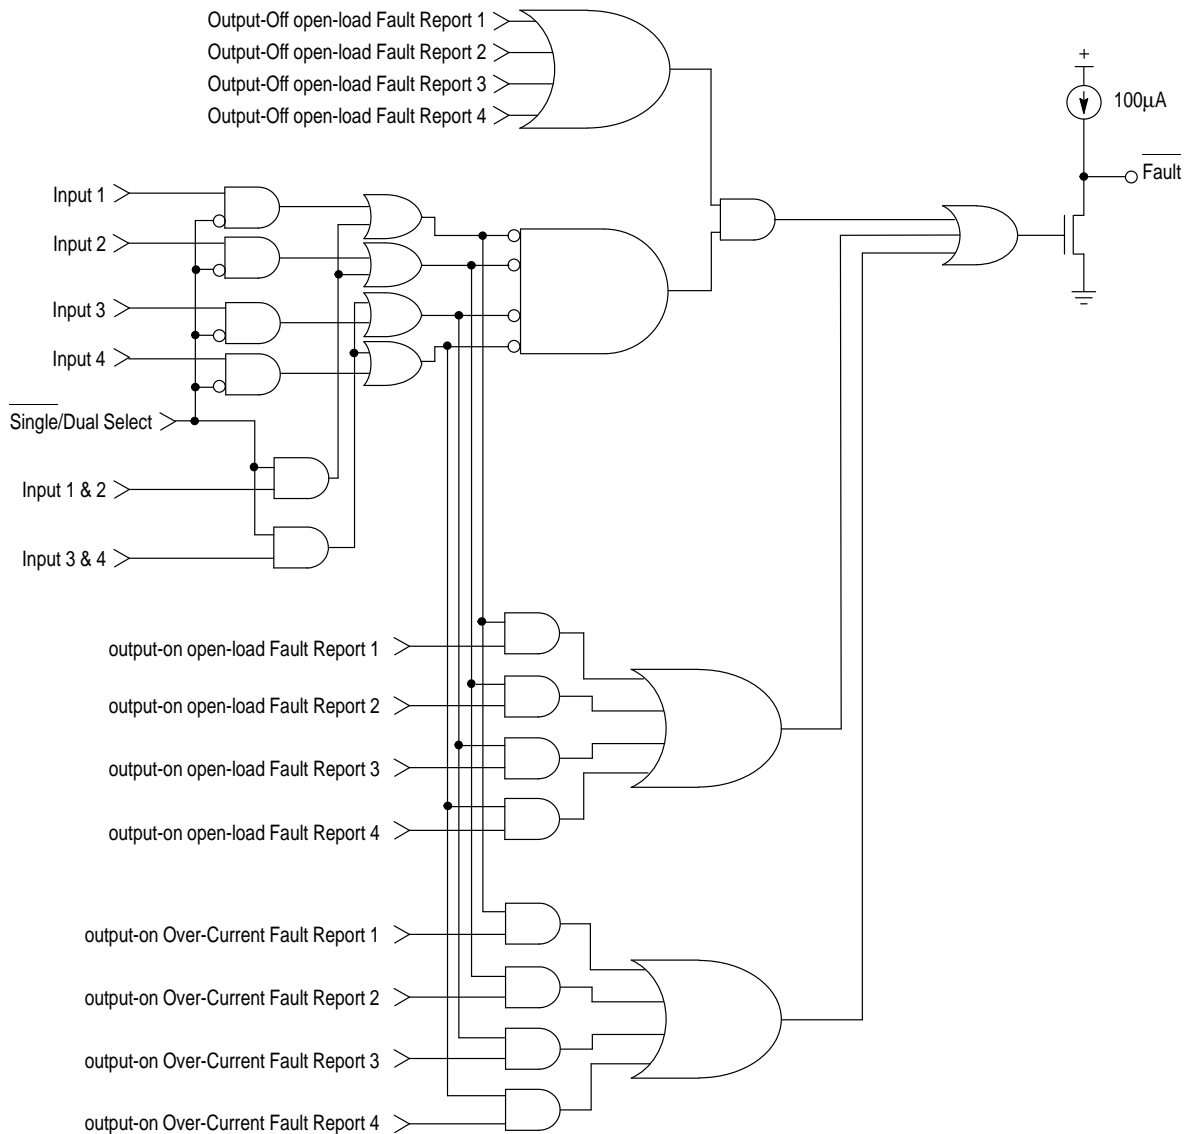 Output-Off open-load Fault Report 1
Output-Off open-load Fault Report 2
Output-Off open-load Fault Report 3
Output-Off open-load Fault Report 4
+
100µA
Fault
Input 1
Input 2
Input 3
Input 4
Single/Dual Select
Input 1 & 2
Input 3 & 4
output-on open-load Fault Report 1
output-on open-load Fault Report 2
output-on open-load Fault Report 3
output-on open-load Fault Report 4
output-on Over-Current Fault Report 1
output-on Over-Current Fault Report 2
output-on Over-Current Fault Report 3
output-on Over-Current Fault Report 4